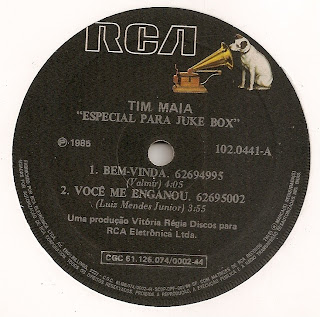 RCA
TIM MAIA
"ESPECIAL PARA JUKE BOX"
℗ 1985
102.0441-A
1. BEM-VINDA. 62694995
(Valmir) 4:05
2. VOCÊ ME ENGANOU. 62695002
(Luiz Mendes Junior) 3:55
Uma produção Vitória Régia Discos para
RCA Eletrônica Ltda.
CGC 61.126.074/0002-44